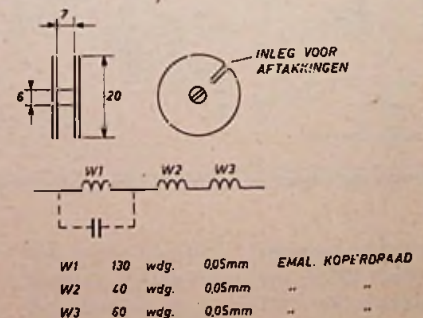 7
INLEG VOOR
AFTAKKINGEN
6
20
W1 W2 W3
W1 130 wdg. 0,05mm EMAL. KOPERDRAAD
W2 40 wdg. 0,05mm " "
W3 60 wdg. 0,05mm " "